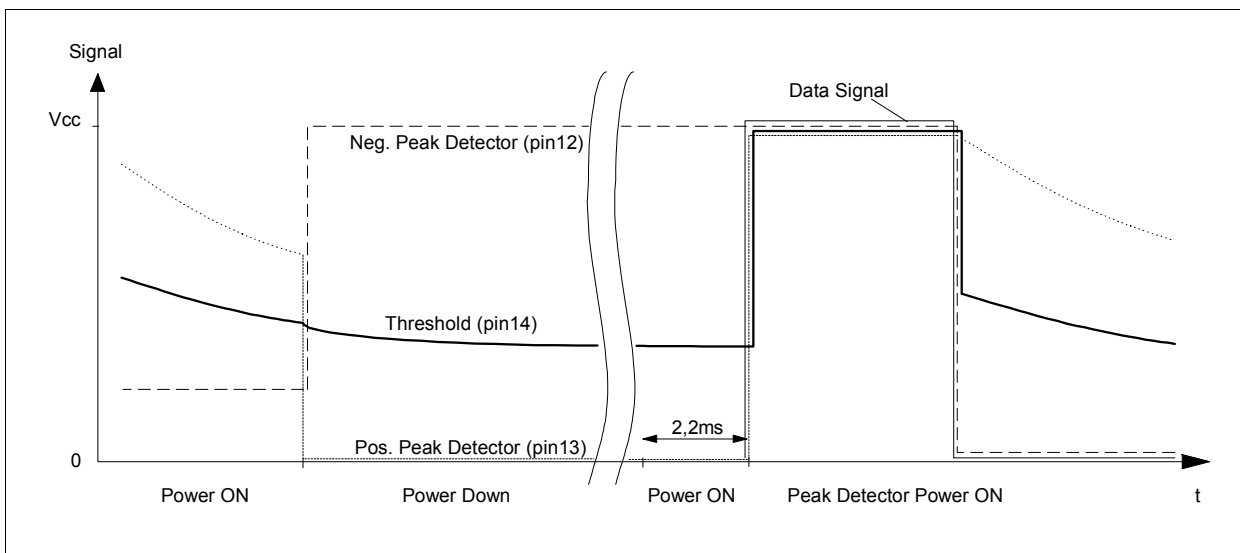 Signal
Data Signal
Vcc
Neg. Peak Detector (pin12)
Threshold (pin14)
2,2ms
Pos. Peak Detector (pin13)
0
Power ON
Power Down
Power ON
Peak Detector Power ON
t